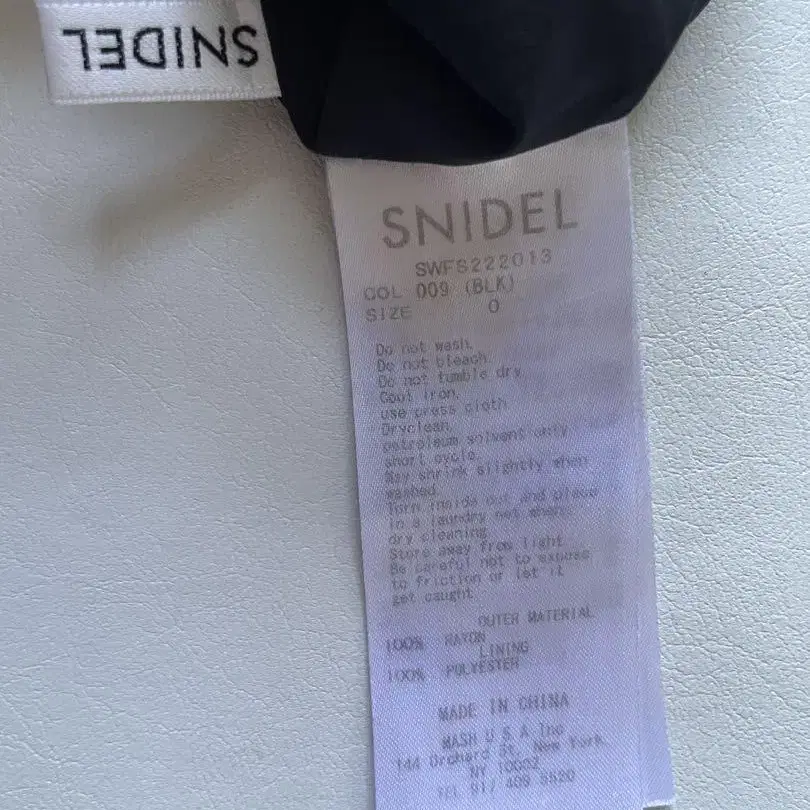 SNIDEL
SNIDEL
SWFS222013
COL 009 (BLK)
SIZE 0
Do not wash.
Do not bleach.
Do not tumble dry
Cool iron.
use press cloth
Dryclean,
petroleum solvent only
short cycle.
May shrink slightly when
washed.
Turn inside out and place
in a laundry net when
dry cleaning
Store away from light
Be careful not to expose
to friction or let it
get caught.
OUTER MATERIAL
100% RAYON
LINING
100% POLYESTER
MADE IN CHINA
MASH U S A Inc
144 Orchard St, New York,
NY 10002
TEL 917 409 5520